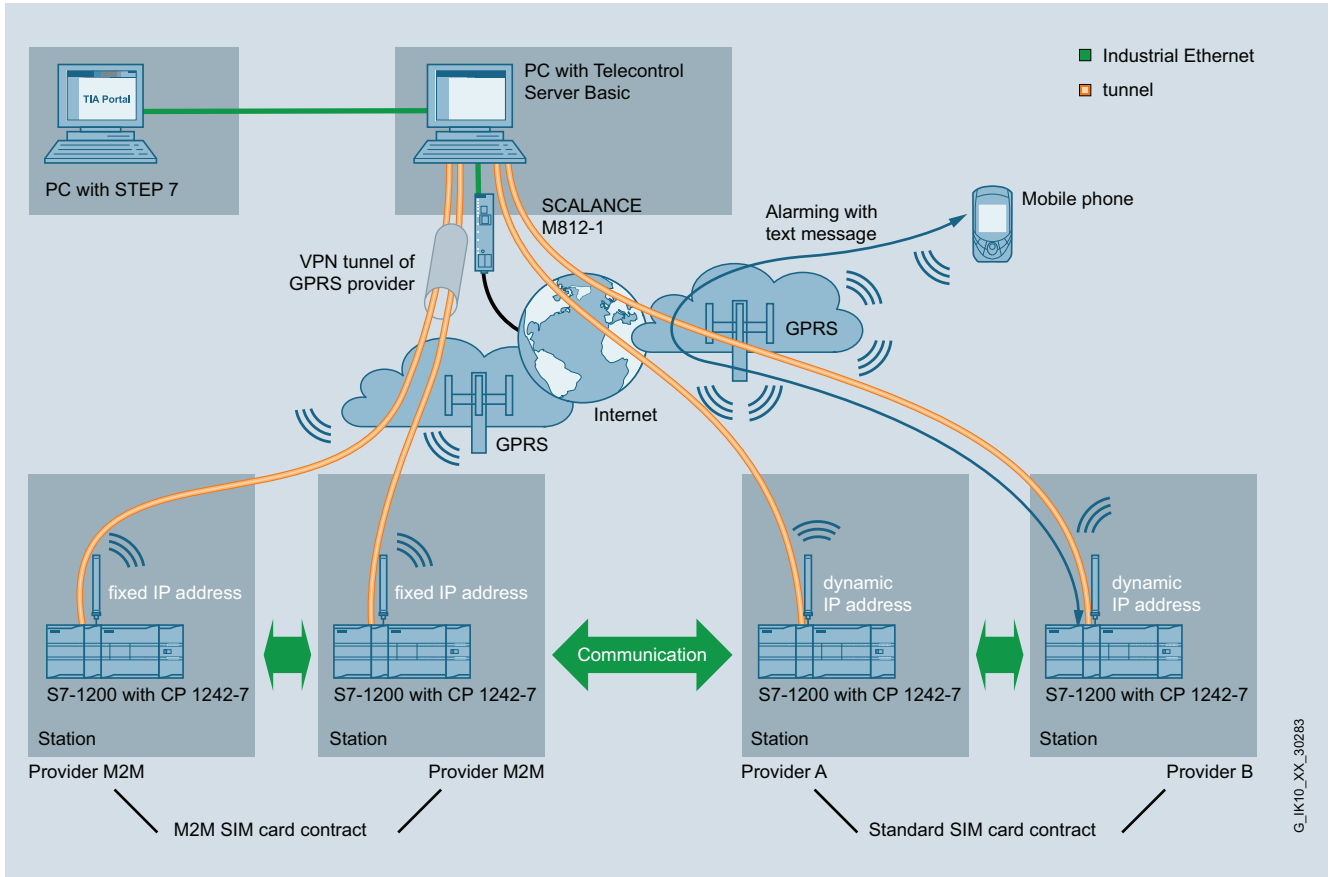 TIA Portal
PC with STEP 7
PC with Telecontrol
Server Basic
Industrial Ethernet
tunnel
SCALANCE
M812-1
VPN tunnel of
GPRS provider
Alarming with
text message
Mobile phone
GPRS
Internet
GPRS
fixed IP address
S7-1200 with CP 1242-7
Station
Provider M2M
fixed IP address
S7-1200 with CP 1242-7
Station
Provider M2M
Communication
dynamic
IP address
S7-1200 with CP 1242-7
Station
Provider A
dynamic
IP address
S7-1200 with CP 1242-7
Station
Provider B
M2M SIM card contract
Standard SIM card contract
G_IK10_XX_30283